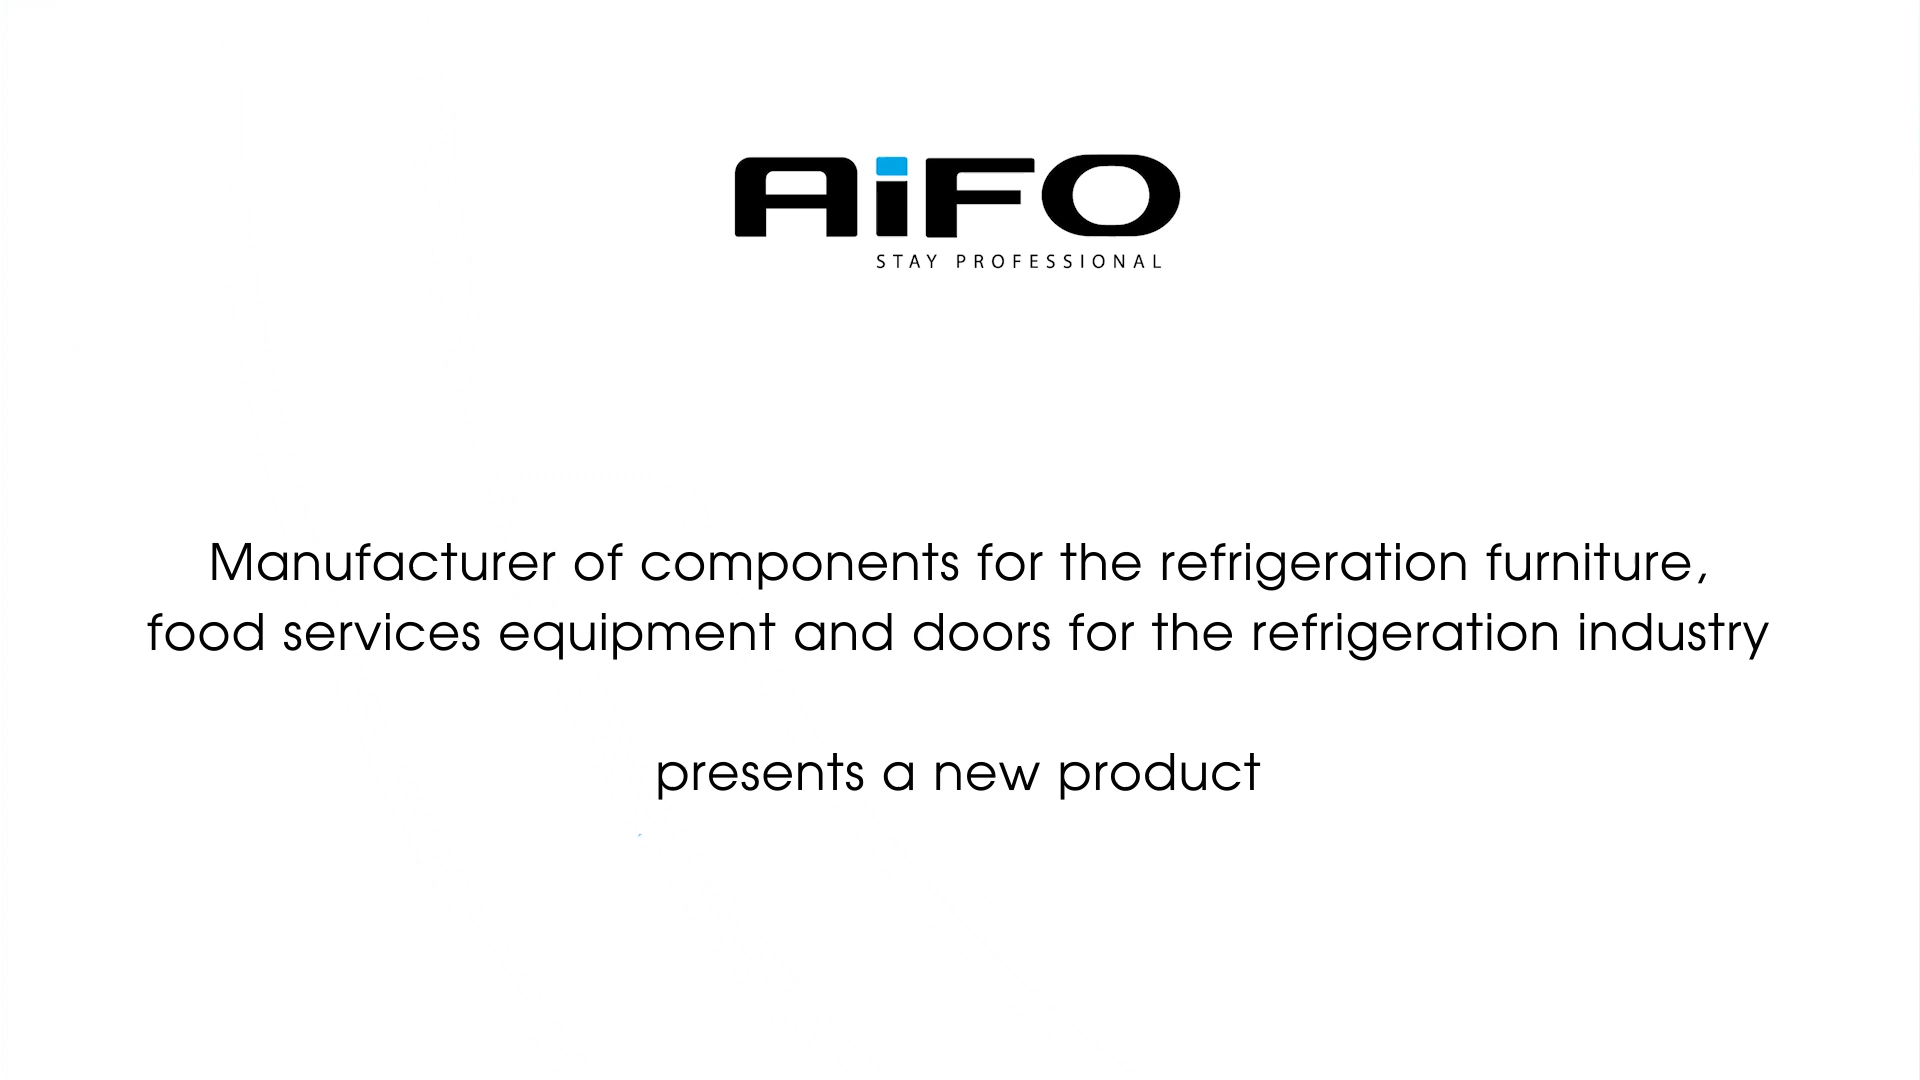 AiFO
STAY PROFESSIONAL
Manufacturer of components for the refrigeration furniture,
food services equipment and doors for the refrigeration industry
presents a new product